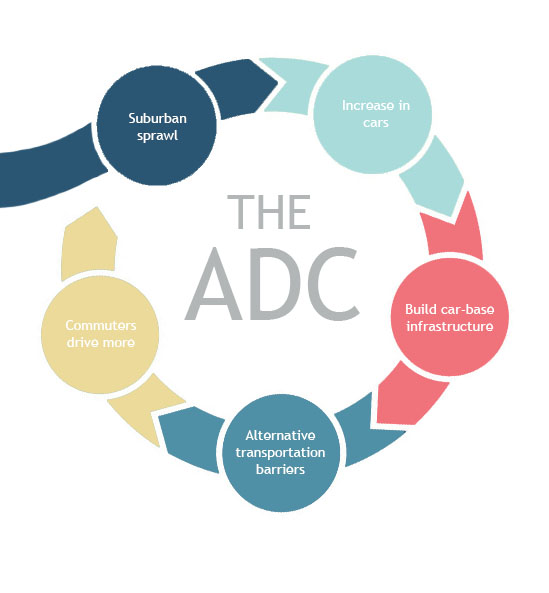 THE
ADC
Suburban
sprawl
Increase in
cars
Build car-base
infrastructure
Alternative
transportation
barriers
Commuters
drive more